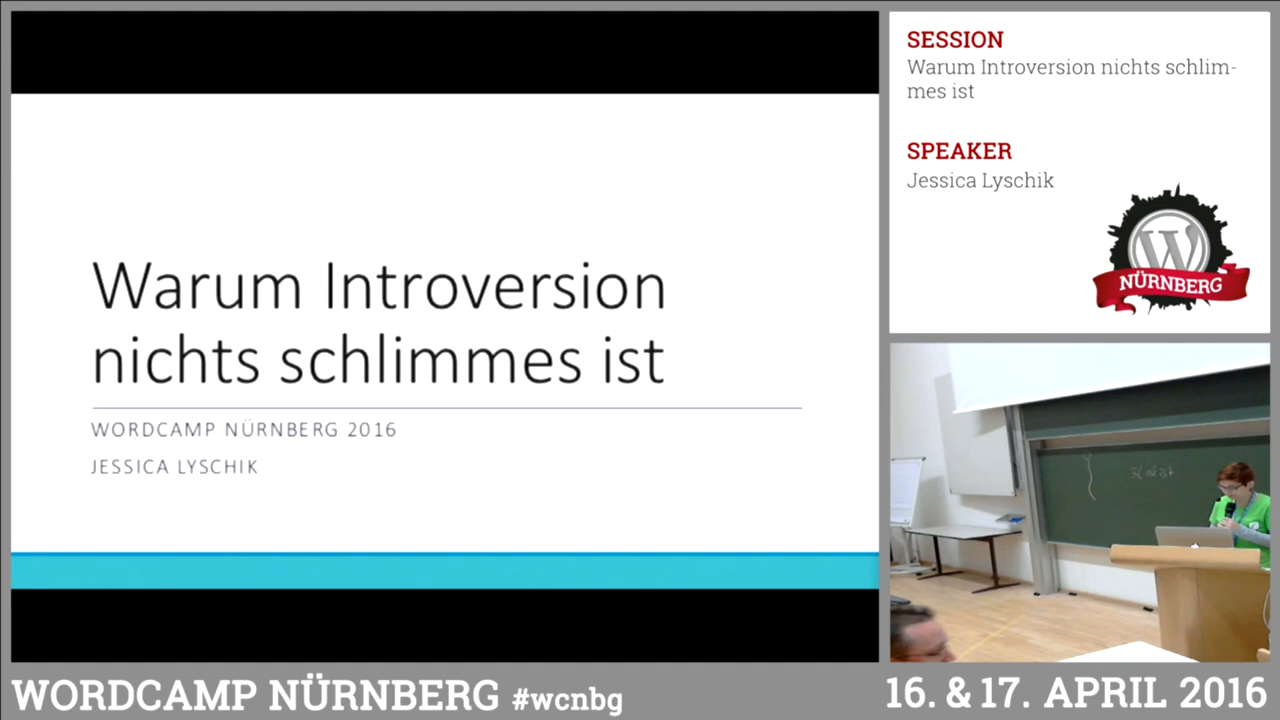 Warum Introversion
nichts schlimmes ist
WORDCAMP NÜRNBERG 2016
JESSICA LYSCHIK
SESSION
Warum Introversion nichts schlim-
mes ist
SPEAKER
Jessica Lyschik
W
NÜRNBERG
WORDCAMP NÜRNBERG #wcnbg
16. & 17. APRIL 2016